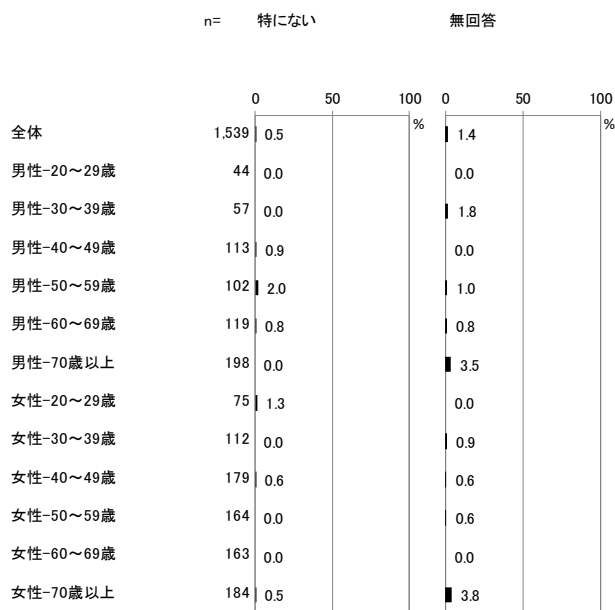 n= 特にない 無回答
0 50 100 0 50 100
% %
全体 1,539 0.5 1.4
男性-20～29歳 44 0.0 0.0
男性-30～39歳 57 0.0 1.8
男性-40～49歳 113 0.9 0.0
男性-50～59歳 102 2.0 1.0
男性-60～69歳 119 0.8 0.8
男性-70歳以上 198 0.0 3.5
女性-20～29歳 75 1.3 0.0
女性-30～39歳 112 0.0 0.9
女性-40～49歳 179 0.6 0.6
女性-50～59歳 164 0.0 0.6
女性-60～69歳 163 0.0 0.0
女性-70歳以上 184 0.5 3.8